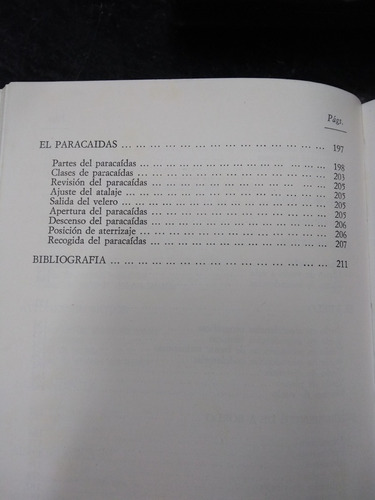 Págs.
EL PARACAIDAS ... ... ... ... ... ... ... ... ... ... ... ... ... ... 197
Partes del paracaídas ... ... ... ... ... ... ... ... ... ... ... ... 198
Clases de paracaídas ... ... ... ... ... ... ... ... ... ... ... ... 203
Revisión del paracaídas ... ... ... ... ... ... ... ... ... ... ... 205
Ajuste del atalaje ... ... ... ... ... ... ... ... ... ... ... ... 205
Salida del velero ... ... ... ... ... ... ... ... ... ... ... ... 205
Apertura del paracaídas ... ... ... ... ... ... ... ... ... ... ... 205
Descenso del paracaídas ... ... ... ... ... ... ... ... ... ... ... 206
Posición de aterrizaje ... ... ... ... ... ... ... ... ... ... ... 206
Recogida del paracaídas ... ... ... ... ... ... ... ... ... ... ... 207
BIBLIOGRAFIA ... ... ... ... ... ... ... ... ... ... ... ... ... ... 211